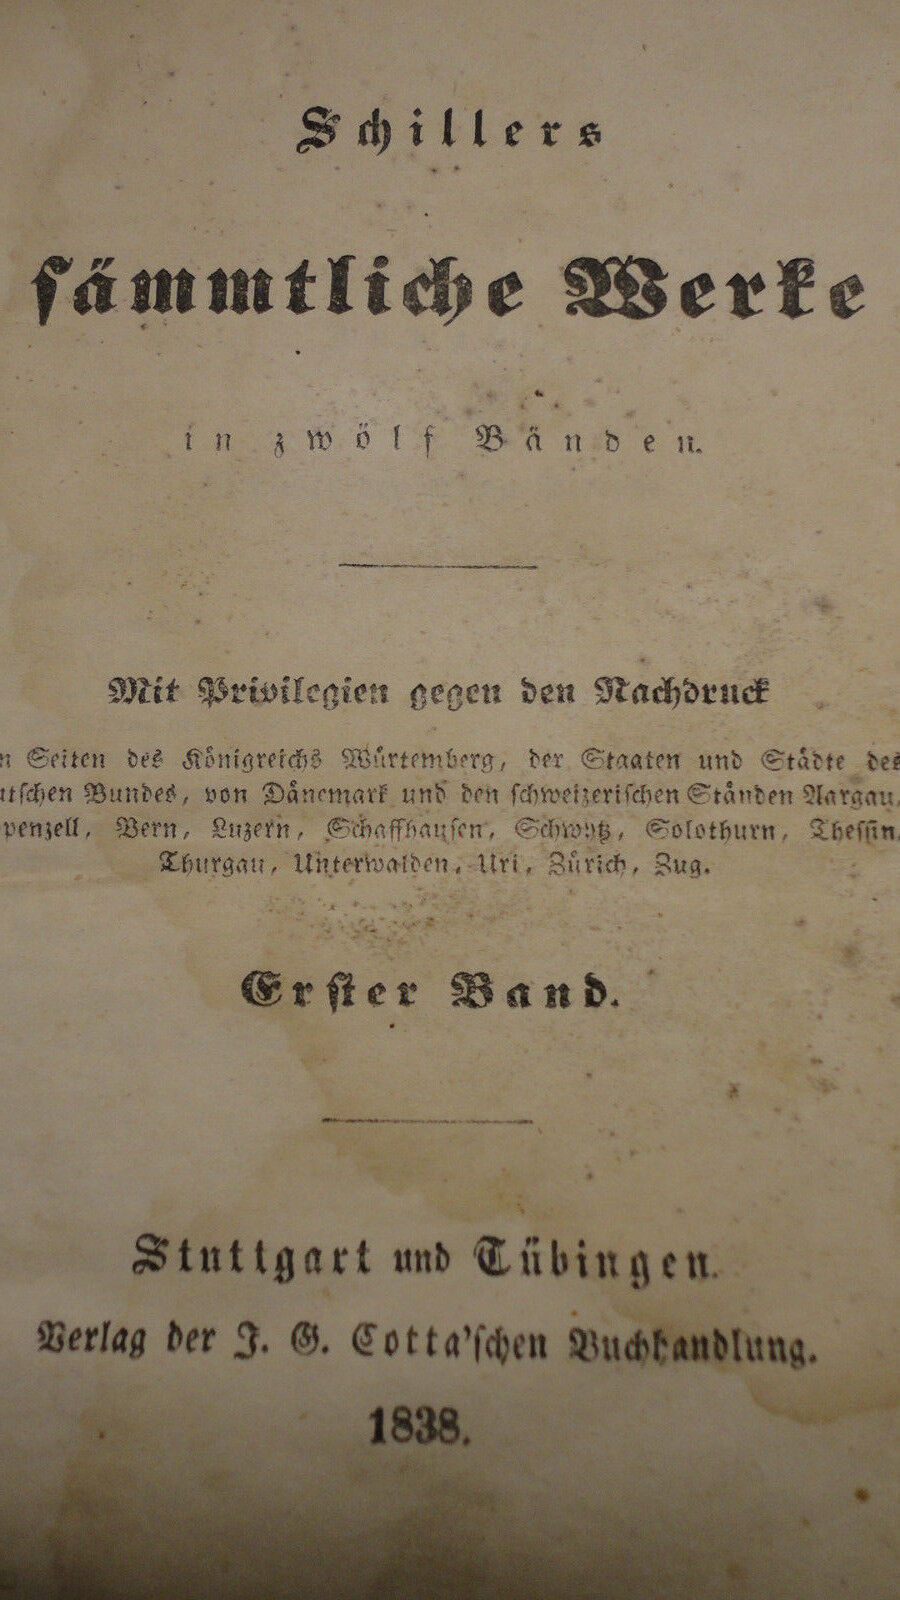 Schillers
sämmtliche Werke
in zwölf Bänden.
Mit Privilegien gegen den Nachdruck
n Seiten des Königreichs Würtemberg, der Staaten und Städte des
utschen Bundes, von Dänemark und den schweizerischen Ständen Aargau,
penzell, Bern, Luzern, Schaffhausen, Schwytz, Solothurn, Thessin,
Thurgau, Unterwalden, Uri, Zürich, Zug.
Erster Band.
Stuttgart und Tübingen.
Verlag der J. G. Cotta'schen Buchhandlung.
1838.